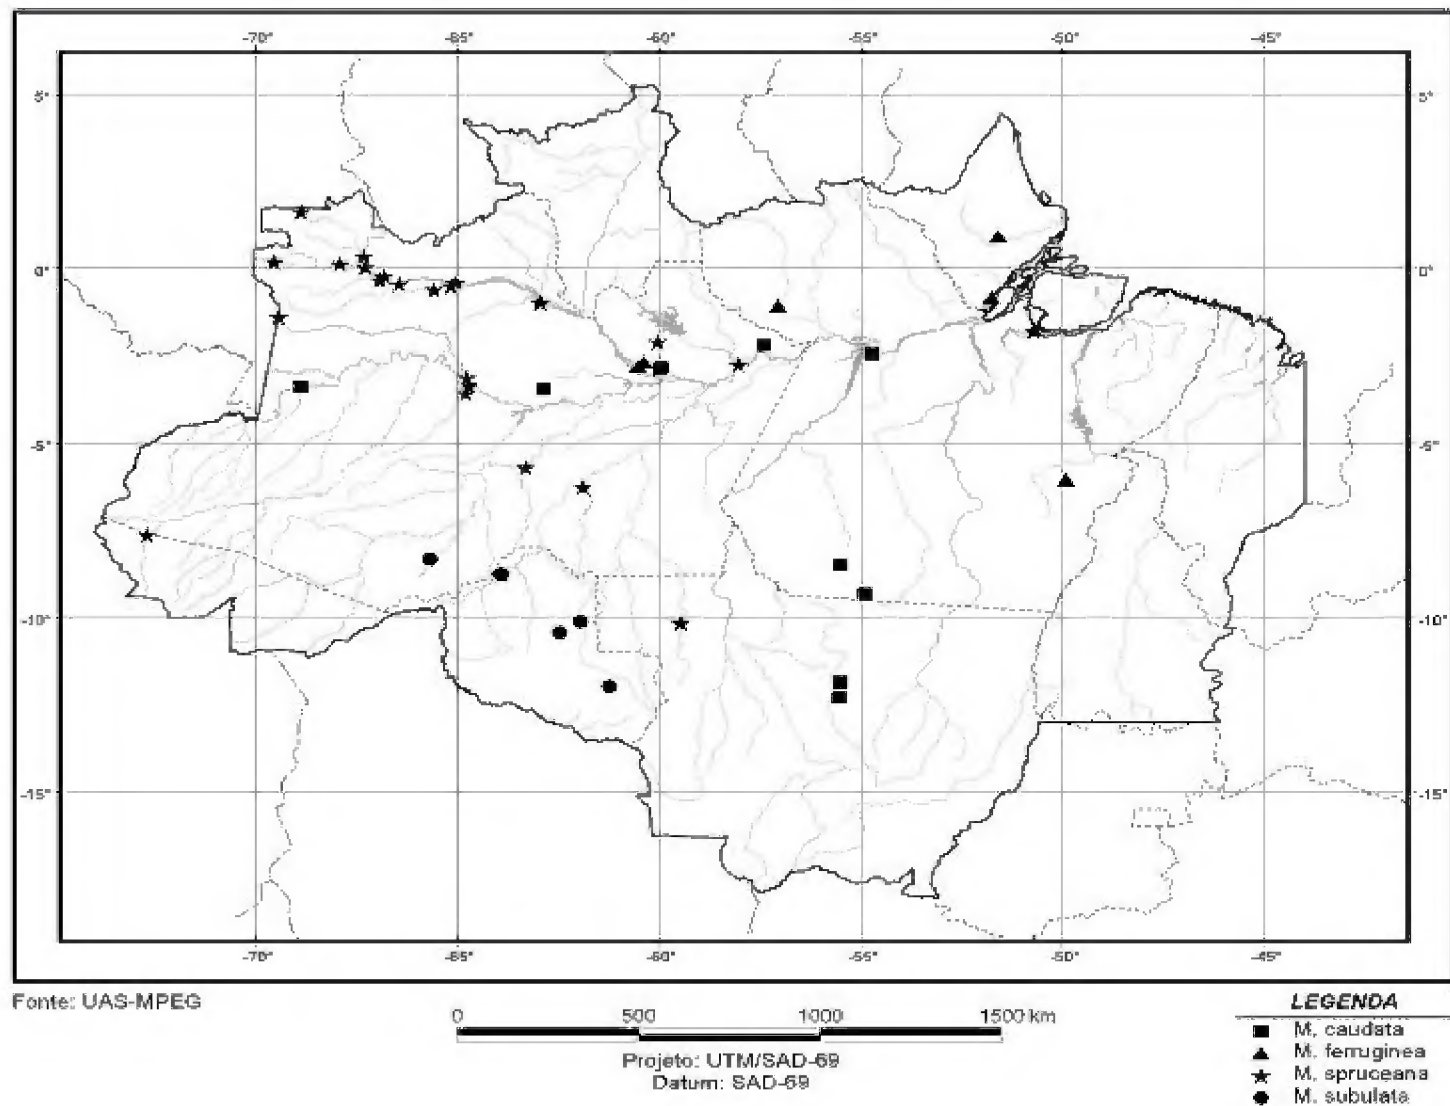 -70° -65° -60° -55° -50° -45°
5° 5°
0° 0°
-5° -5°
-10° -10°
-15° -15°
-70° -65° -60° -55° -50° -45°
Fonte: UAS-MPEG
0 500 1000 1500 km
Projeto: UTM/SAD-69
Datum: SAD-69
LEGENDA
M. caudata
M. ferruginea
M. spruceana
M. subulata